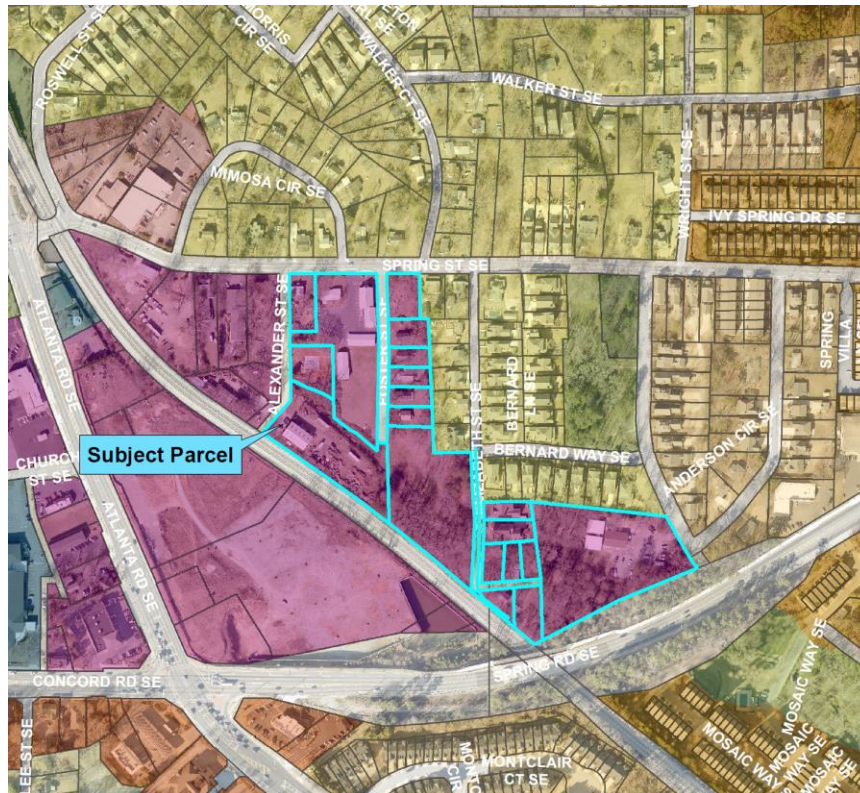 ROSWELL ST SE
MORRIS
CIR SE
WALKER CT SE
WALKER ST SE
MIMOSA CIR SE
WRIGHT ST SE
IVY SPRING DR SE
SPRING ST SE
ATLANTA RD SE
ALEXANDER ST SE
BERNARD
LN SE
SPRING
VILLA
Subject Parcel
CHURCH
ST SE
BERNARD WAY SE
ANDERSON CIR SE
ATLANTA RD SE
SPRING RD SE
CONCORD RD SE
LEE ST SE
MONTCLAIR
CT SE
MOSAIC WAY SE
MOSAIC WAY SE
MOSAIC
WAY SE
MOSAIC